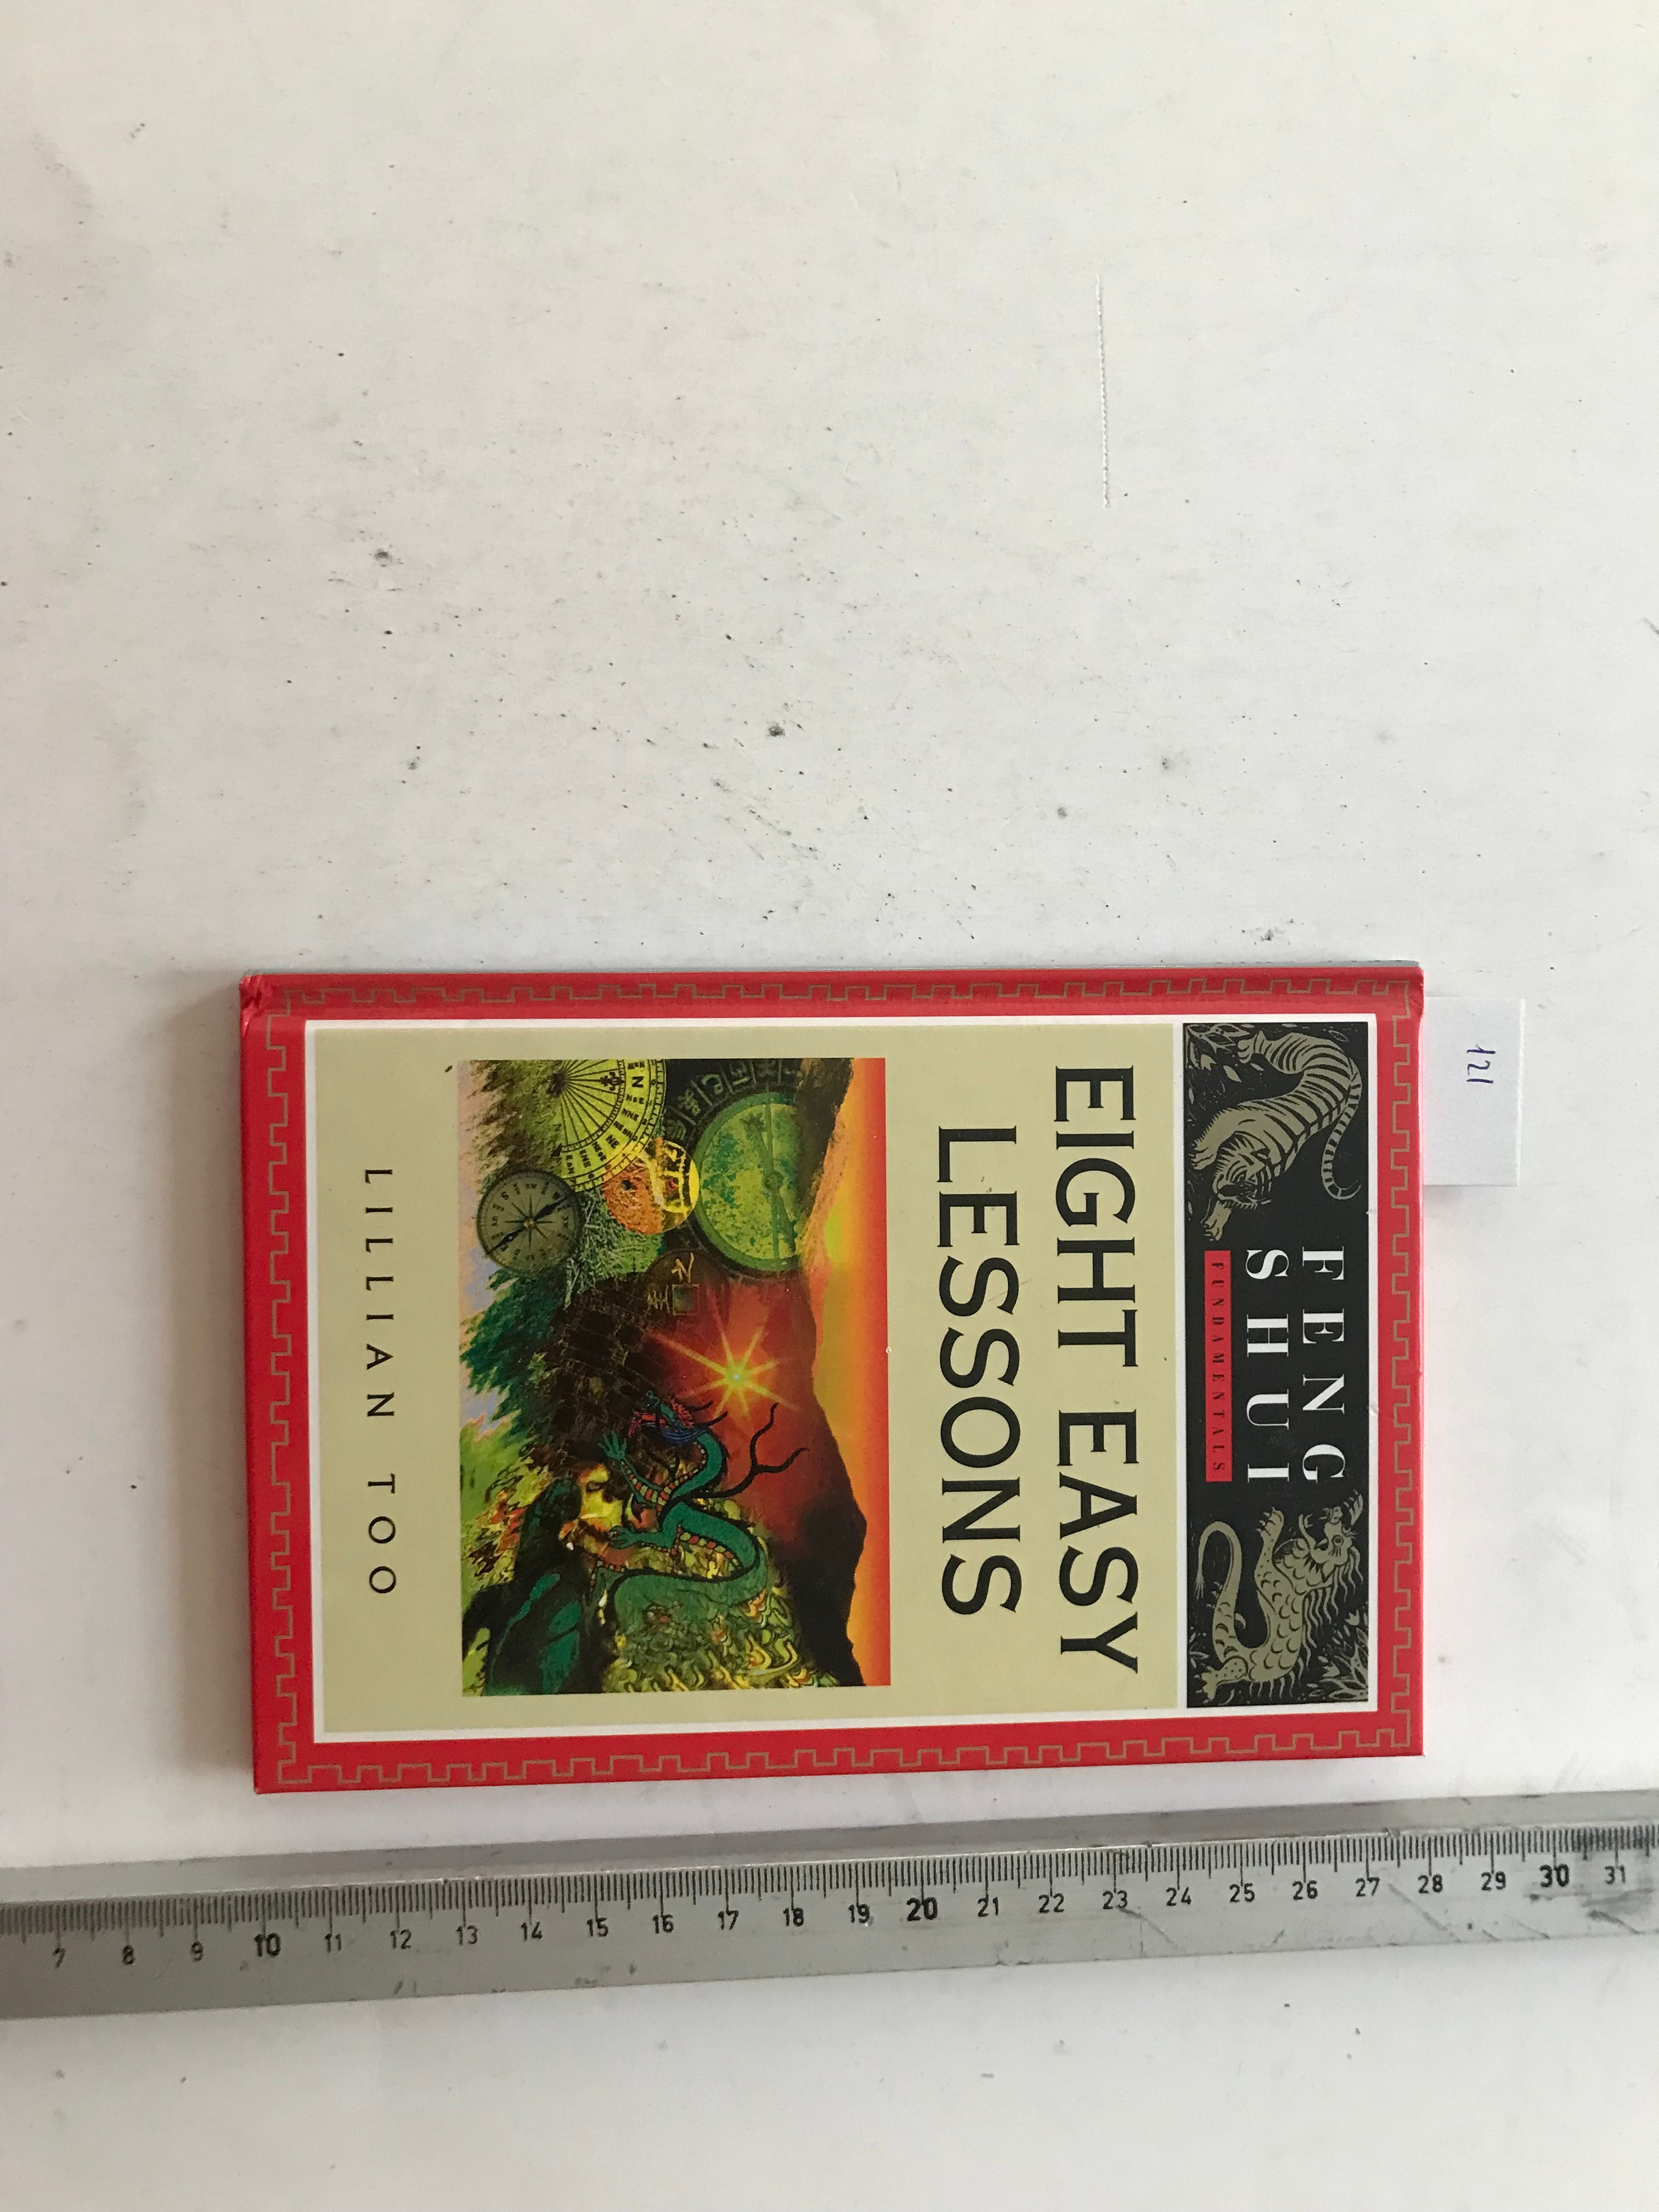 121
FENG
SHUI
FUNDAMENTALS
EIGHT EASY
LESSONS
LILLIAN TOO
7 8 9 10 11 12 13 14 15 16 17 18 19 20 21 22 23 24 25 26 27 28 29 30 31